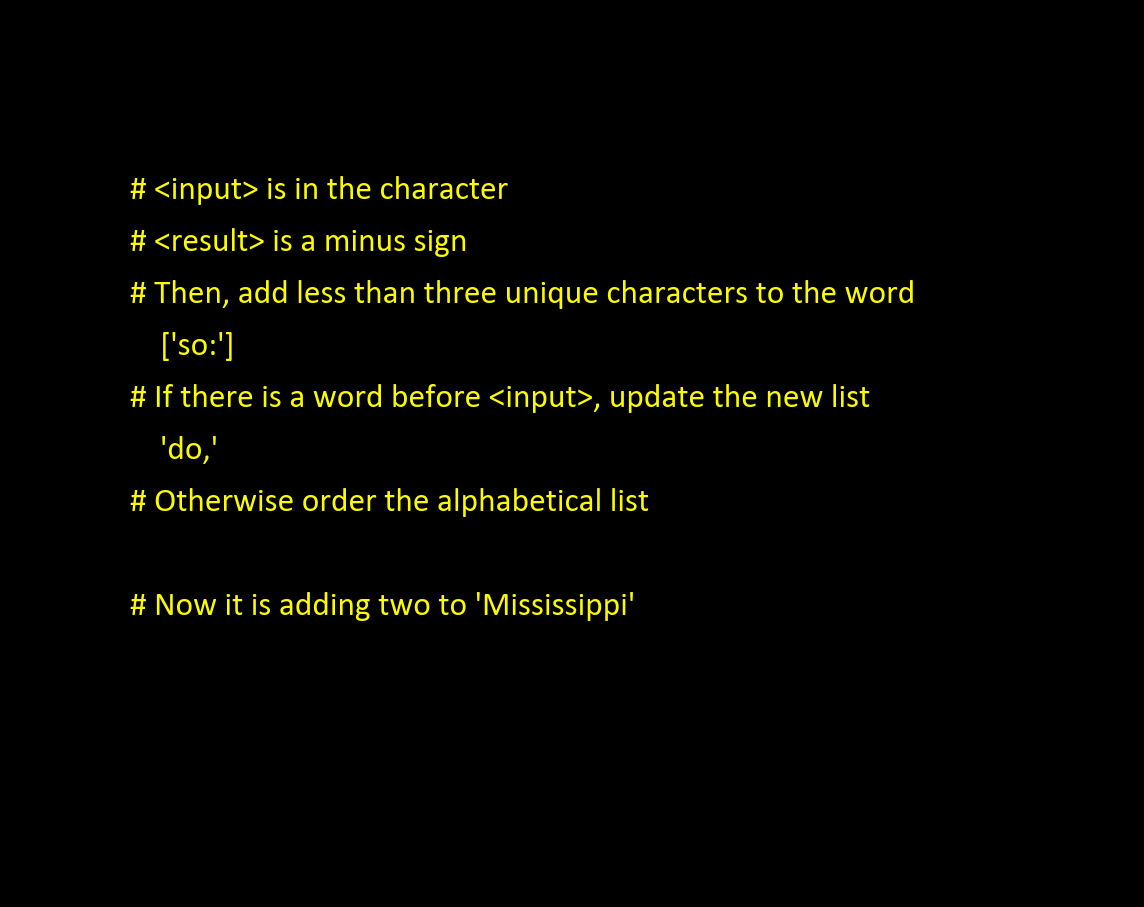 # <input> is in the character
# <result> is a minus sign
# Then, add less than three unique characters to the word
['so:']
# If there is a word before <input>, update the new list
'do,'
# Otherwise order the alphabetical list
# Now it is adding two to 'Mississippi'